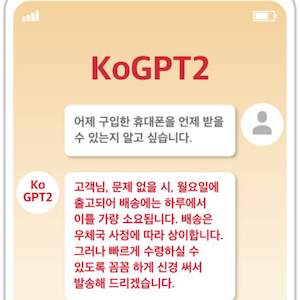 KoGPT2
어제 구입한 휴대폰을 언제 받을
수 있는지 알고 싶습니다.
Ko
GPT2
고객님, 문제 없을 시, 월요일에
출고되어 배송에는 하루에서
이틀 가량 소요됩니다. 배송은
우체국 사정에 따라 상이합니다.
그러나 빠르게 수령하실 수
있도록 꼼꼼 하게 신경 써서
발송해 드리겠습니다.